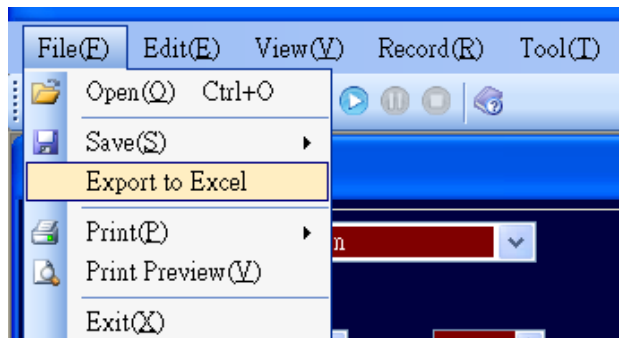 File(F) Edit(E) View(V) Record(R) Tool(T)
Open(O) Ctrl+O
Save(S)
Export to Excel
Print(P)
n
Print Preview(V)
Exit(X)